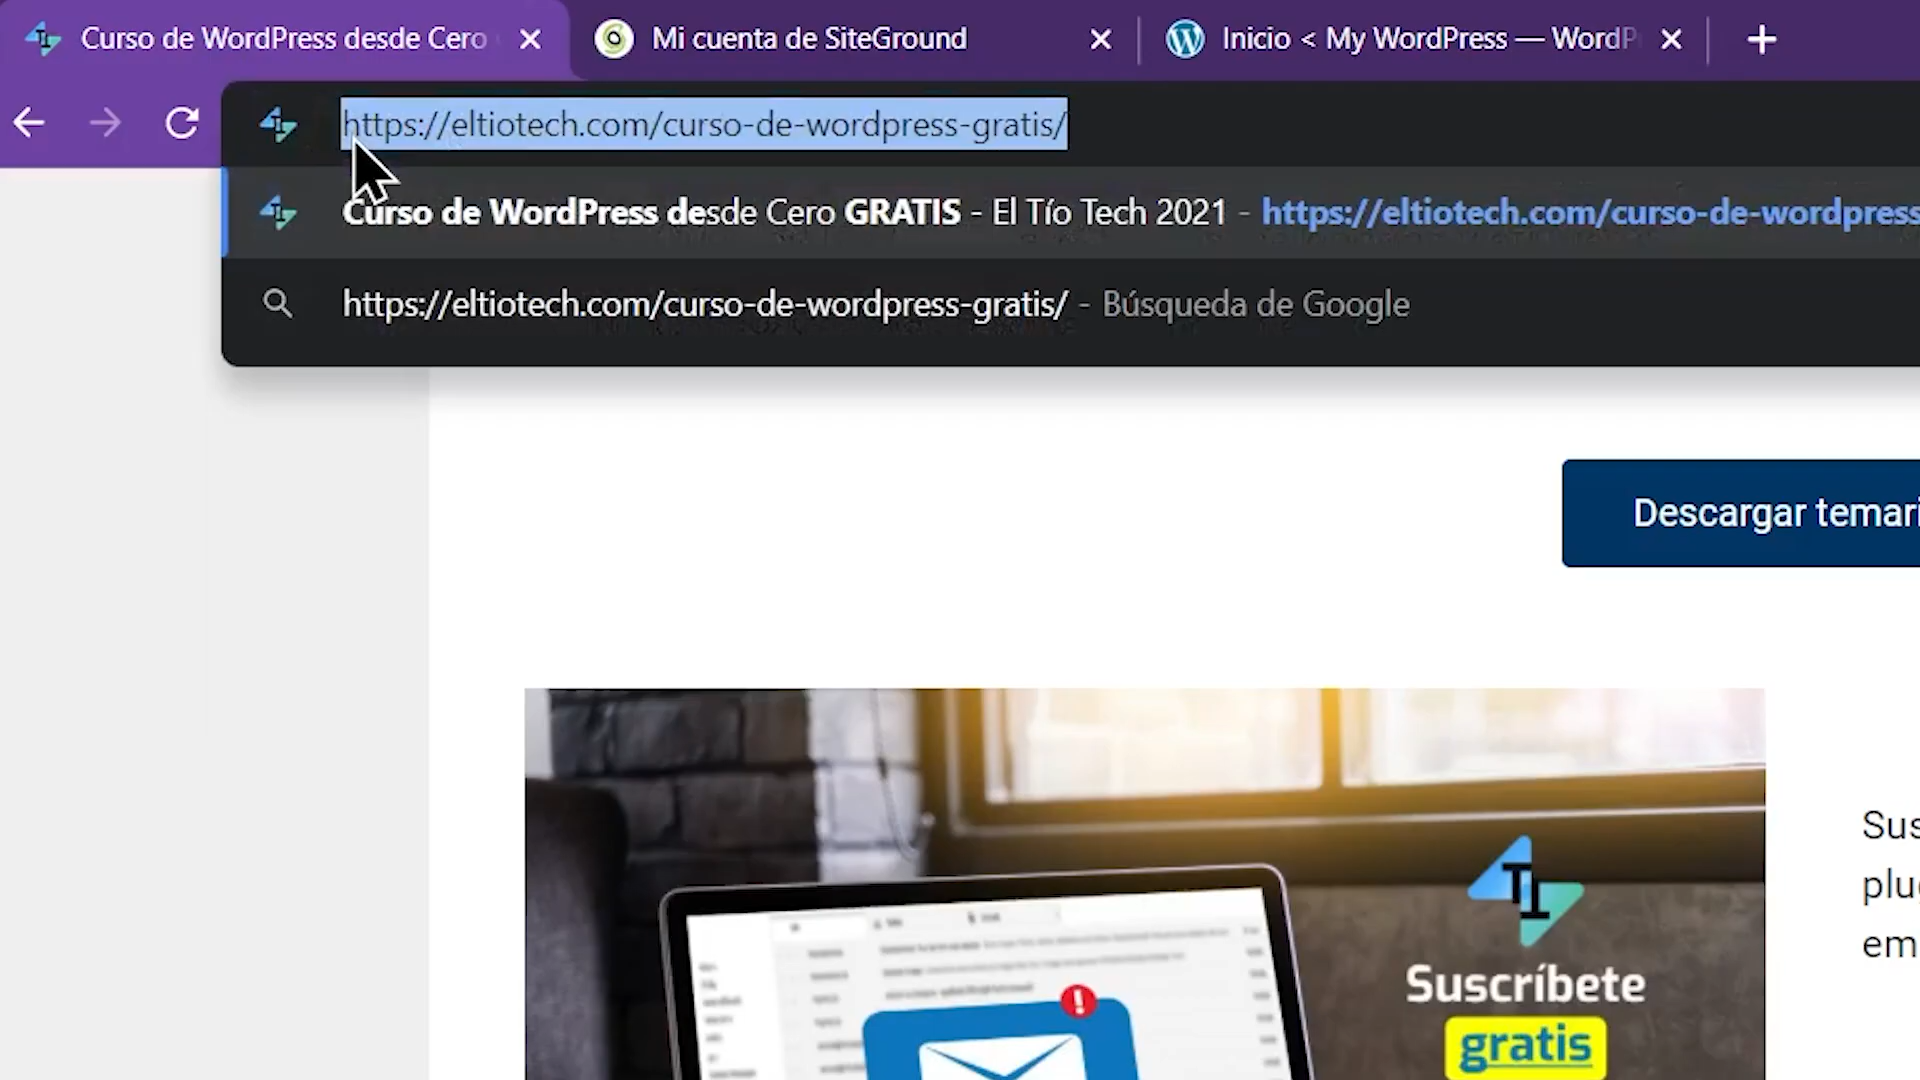 Curso de WordPress desde Cero
Mi cuenta de SiteGround
Inicio < My WordPress — WordP
https://eltiotech.com/curso-de-wordpress-gratis/
Curso de WordPress desde Cero GRATIS - El Tío Tech 2021 - https://eltiotech.com/curso-de-wordpress
https://eltiotech.com/curso-de-wordpress-gratis/ - Búsqueda de Google
Descargar temari
Sus
plug
em
Suscríbete
gratis